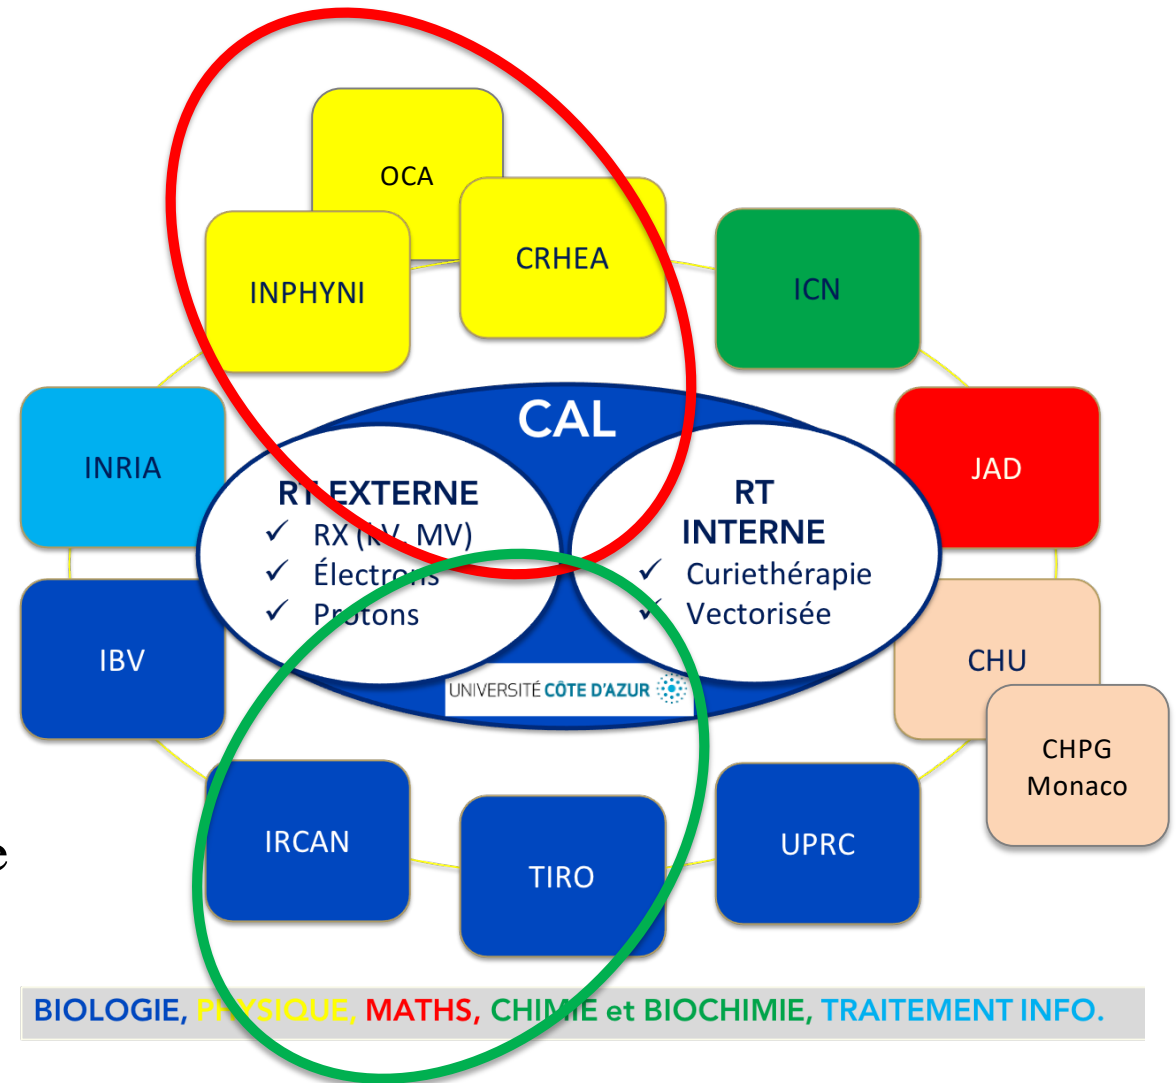 OCA
CRHEA
INPHYNI
ICN
CAL
INRIA
JAD
RT EXTERNE
✓ RX (kV, MV)
✓ Électrons
✓ Protons
RT
INTERNE
✓ Curiethérapie
✓ Vectorisée
IBV
CHU
UNIVERSITÉ CÔTE D'AZUR
CHPG
Monaco
IRCAN
TIRO
UPRC
e
BIOLOGIE, PHYSIQUE, MATHS, CHIMIE et BIOCHIMIE, TRAITEMENT INFO.